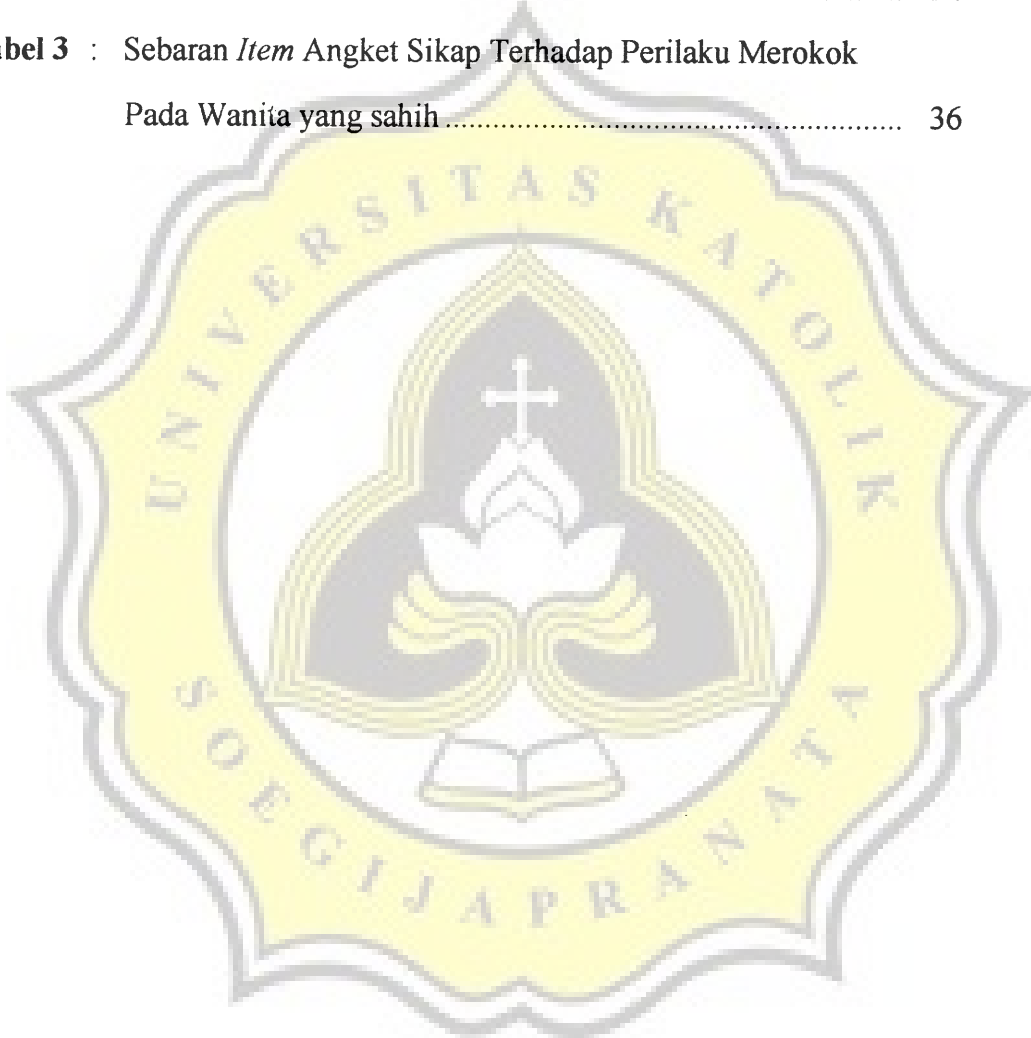 abel 3 : Sebaran Item Angket Sikap Terhadap Perilaku Merokok
Pada Wanita yang sahih .......................................................... 36
UNIVERSITAS KATOLIK
SOEGIJAPRANATA